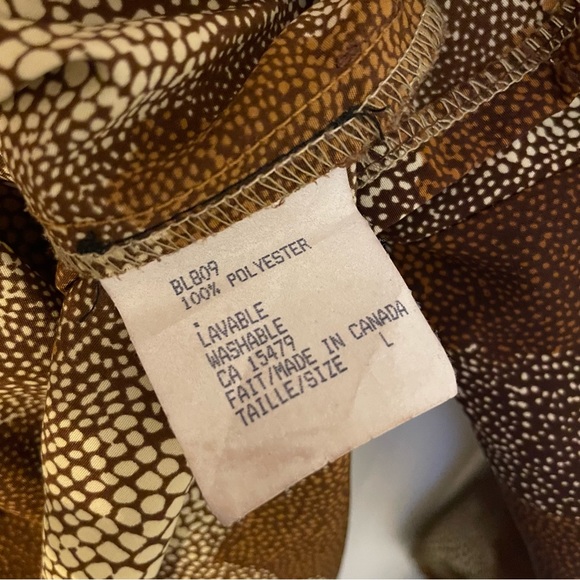 BL809
100% POLYESTER
LAVABLE
WASHABLE
CA 15479
FAIT/MADE IN CANADA
TAILLE/SIZE L